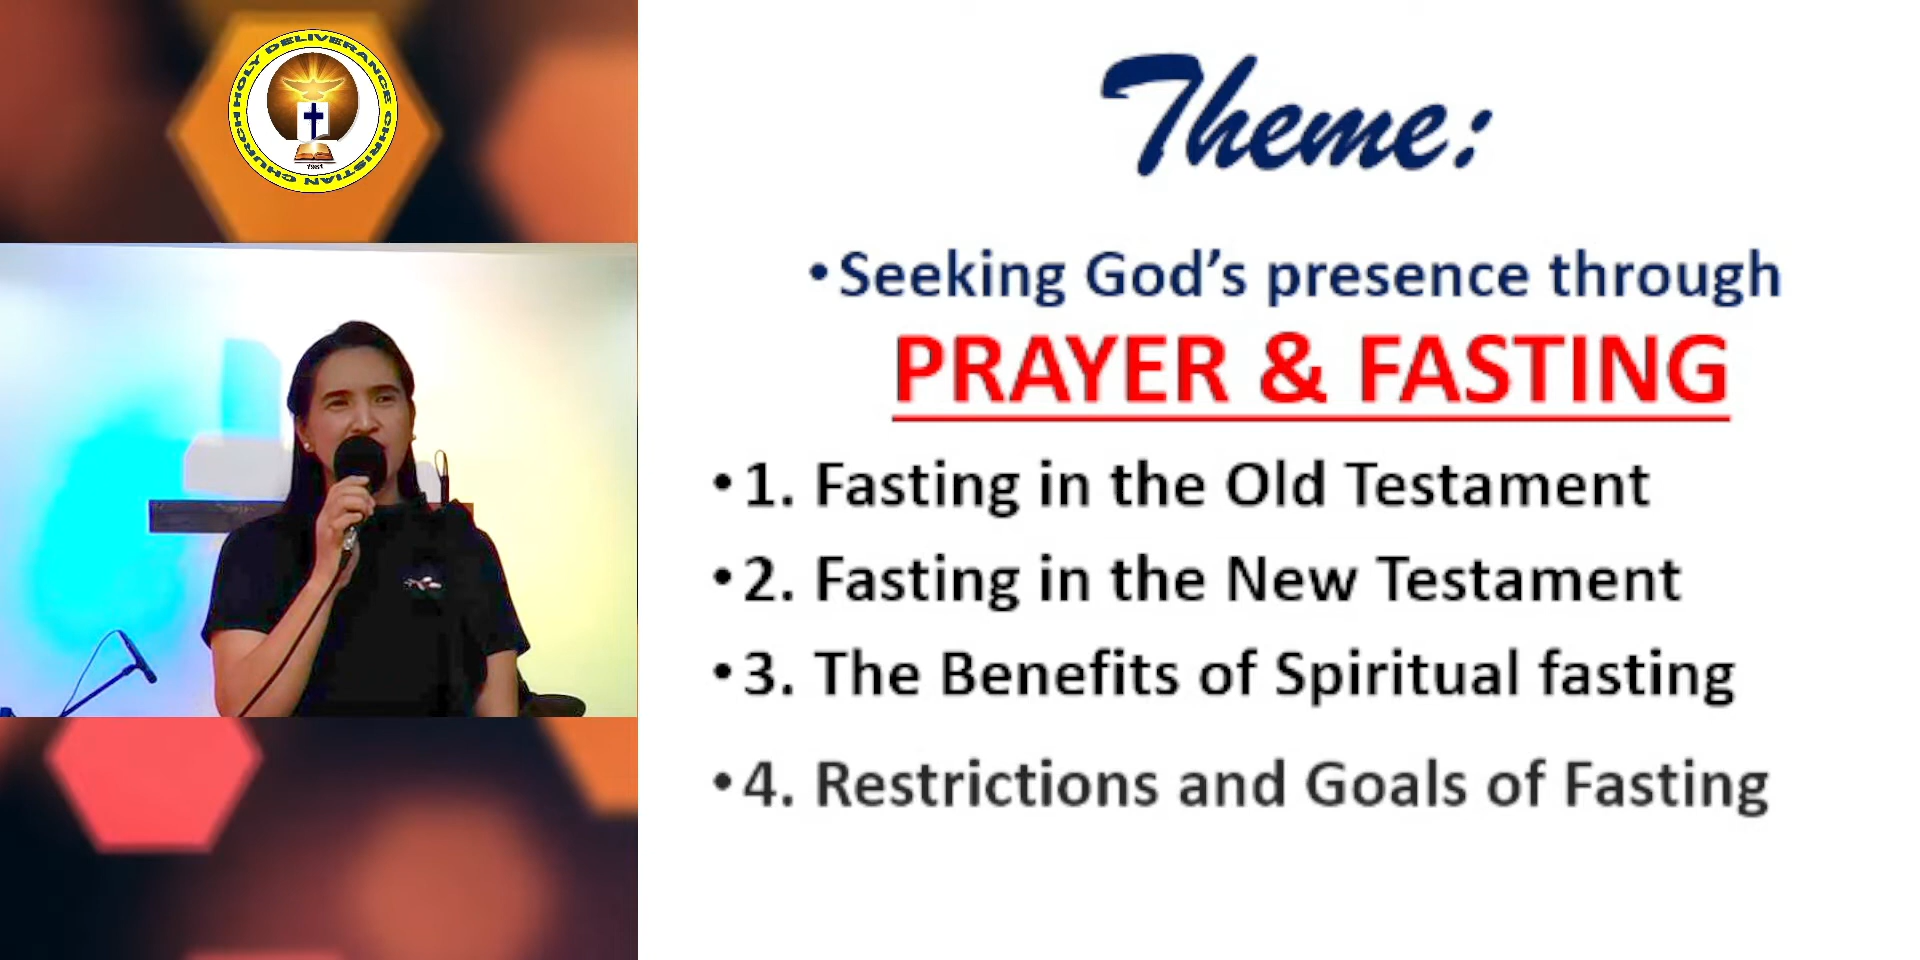 HOLY DELIVERANCE CHRISTIAN CHURCH
Theme:
•Seeking God’s presence through
PRAYER & FASTING
•1. Fasting in the Old Testament
•2. Fasting in the New Testament
•3. The Benefits of Spiritual fasting
•4. Restrictions and Goals of Fasting